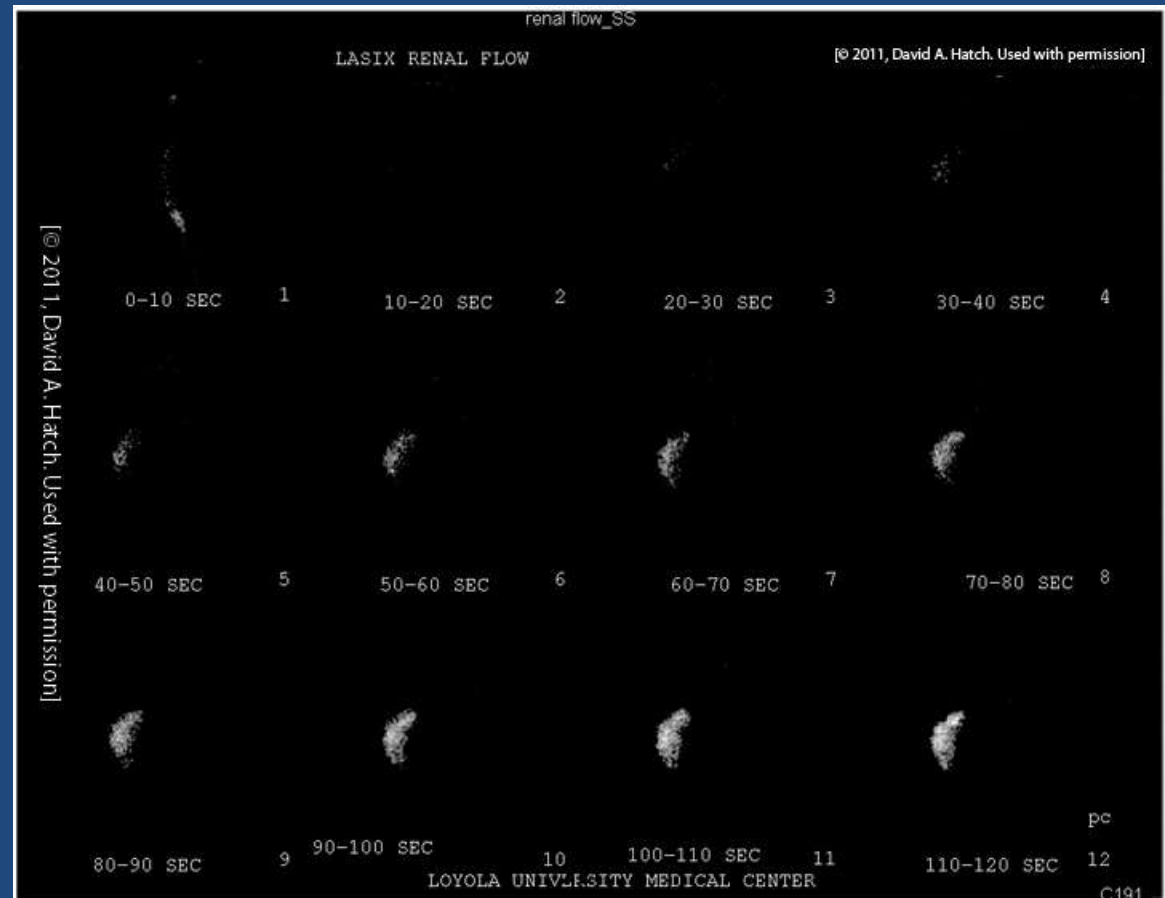 renal flow_SS
LASIX RENAL FLOW
[© 2011, David A. Hatch. Used with permission]
[© 2011, David A. Hatch. Used with permission]
0-10 SEC 1 10-20 SEC 2 20-30 SEC 3 30-40 SEC 4
40-50 SEC 5 50-60 SEC 6 60-70 SEC 7 70-80 SEC 8
pc
80-90 SEC 9 90-100 SEC 10 100-110 SEC 11 110-120 SEC 12
LOYOLA UNIVERSITY MEDICAL CENTER
C191